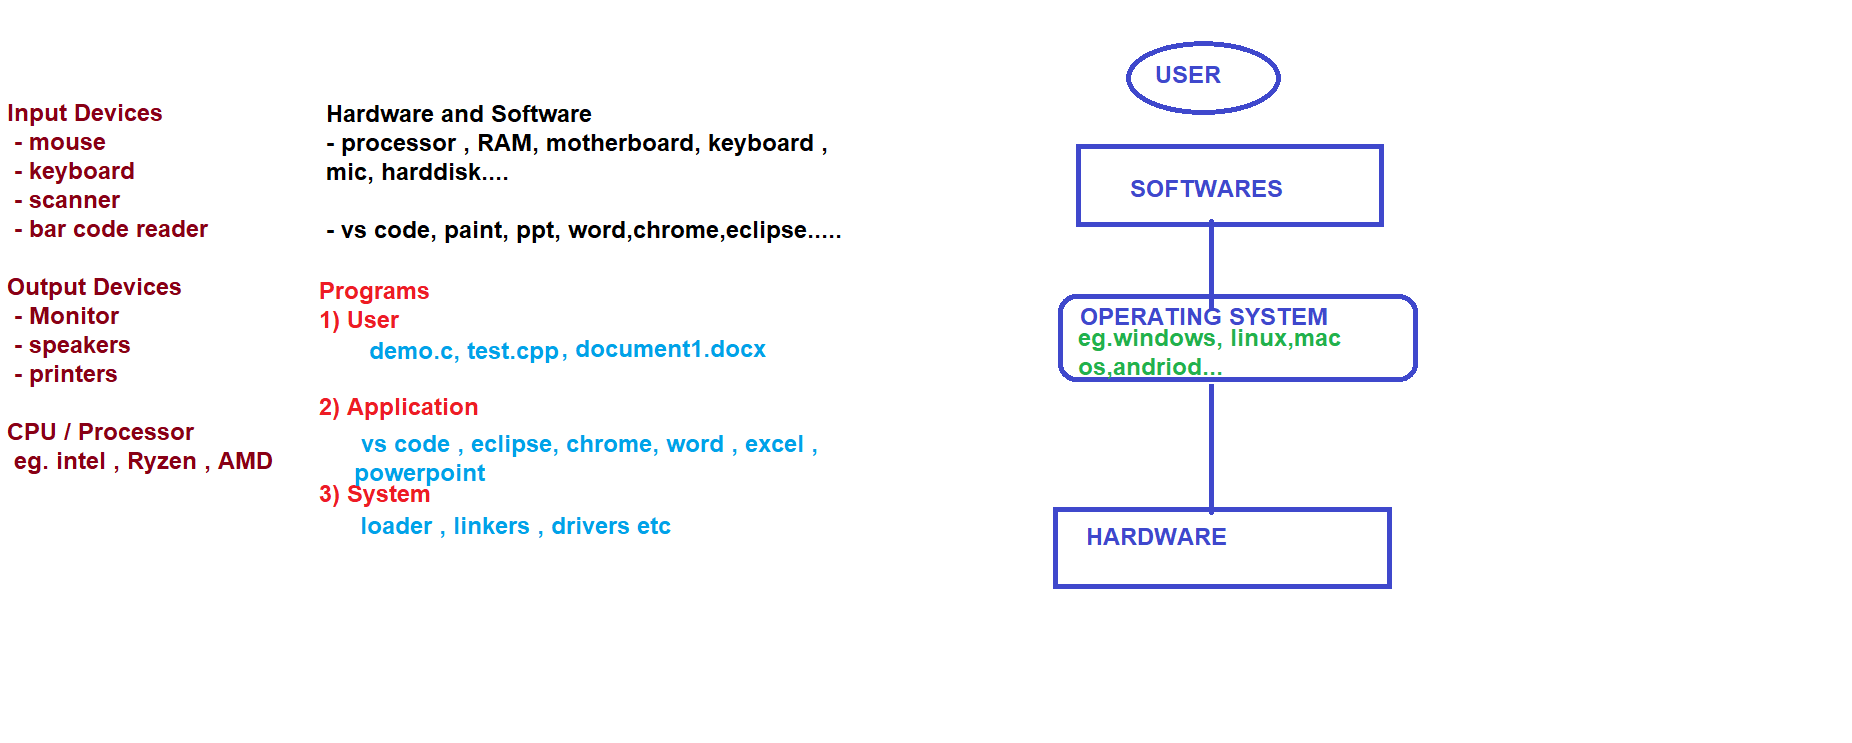 Input Devices
- mouse
- keyboard
- scanner
- bar code reader
Output Devices
- Monitor
- speakers
- printers
CPU / Processor
eg. intel , Ryzen , AMD
Hardware and Software
- processor , RAM, motherboard, keyboard ,
mic, harddisk....
- vs code, paint, ppt, word,chrome,eclipse.....
Programs
1) User
demo.c, test.cpp, document1.docx
2) Application
vs code , eclipse, chrome, word , excel ,
powerpoint
3) System
loader , linkers , drivers etc
USER
SOFTWARES
OPERATING SYSTEM
eg.windows, linux,mac
os,andriod...
HARDWARE